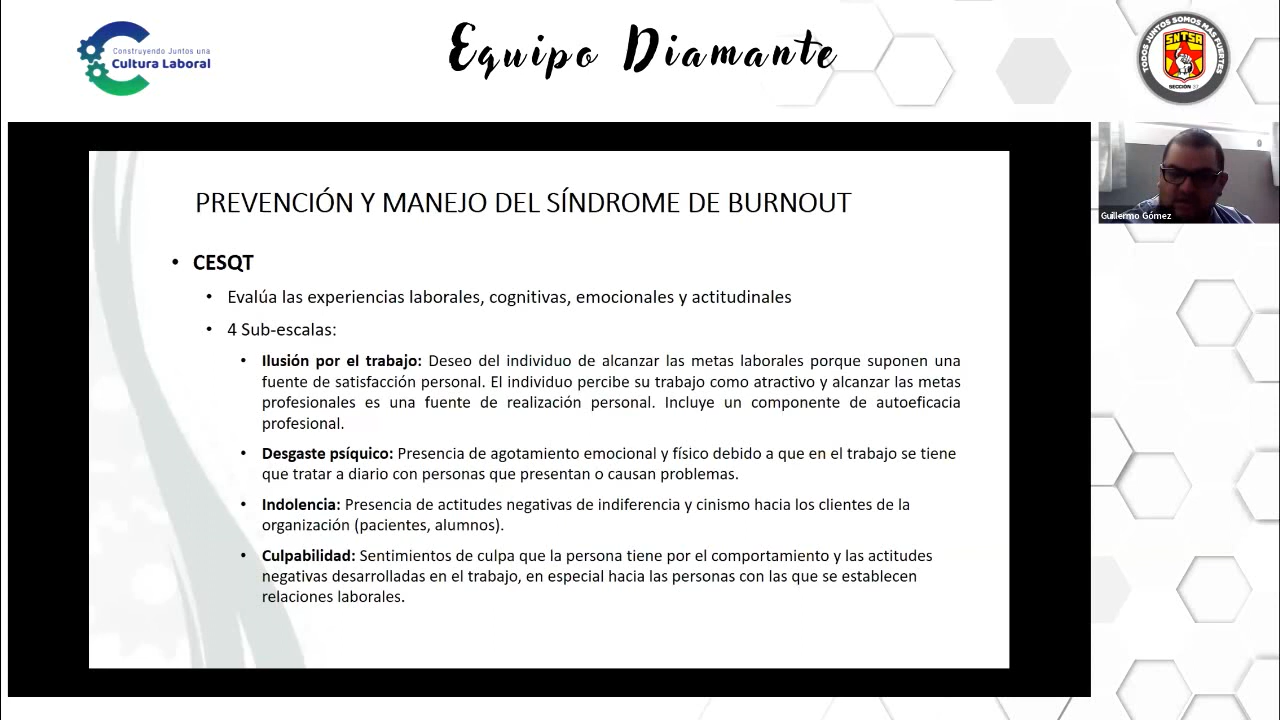 Construyendo Juntos una
Cultura Laboral
Equipo Diamante
TODOS JUNTOS SOMOS MÁS FUERTES
SNTSA
SECCIÓN 37
PREVENCIÓN Y MANEJO DEL SÍNDROME DE BURNOUT
• CESQT
• Evalúa las experiencias laborales, cognitivas, emocionales y actitudinales
• 4 Sub-escalas:
• Ilusión por el trabajo: Deseo del individuo de alcanzar las metas laborales porque suponen una
fuente de satisfacción personal. El individuo percibe su trabajo como atractivo y alcanzar las metas
profesionales es una fuente de realización personal. Incluye un componente de autoeficacia
profesional.
• Desgaste psíquico: Presencia de agotamiento emocional y físico debido a que en el trabajo se tiene
que tratar a diario con personas que presentan o causan problemas.
• Indolencia: Presencia de actitudes negativas de indiferencia y cinismo hacia los clientes de la
organización (pacientes, alumnos).
• Culpabilidad: Sentimientos de culpa que la persona tiene por el comportamiento y las actitudes
negativas desarrolladas en el trabajo, en especial hacia las personas con las que se establecen
relaciones laborales.
Guillermo Gómez